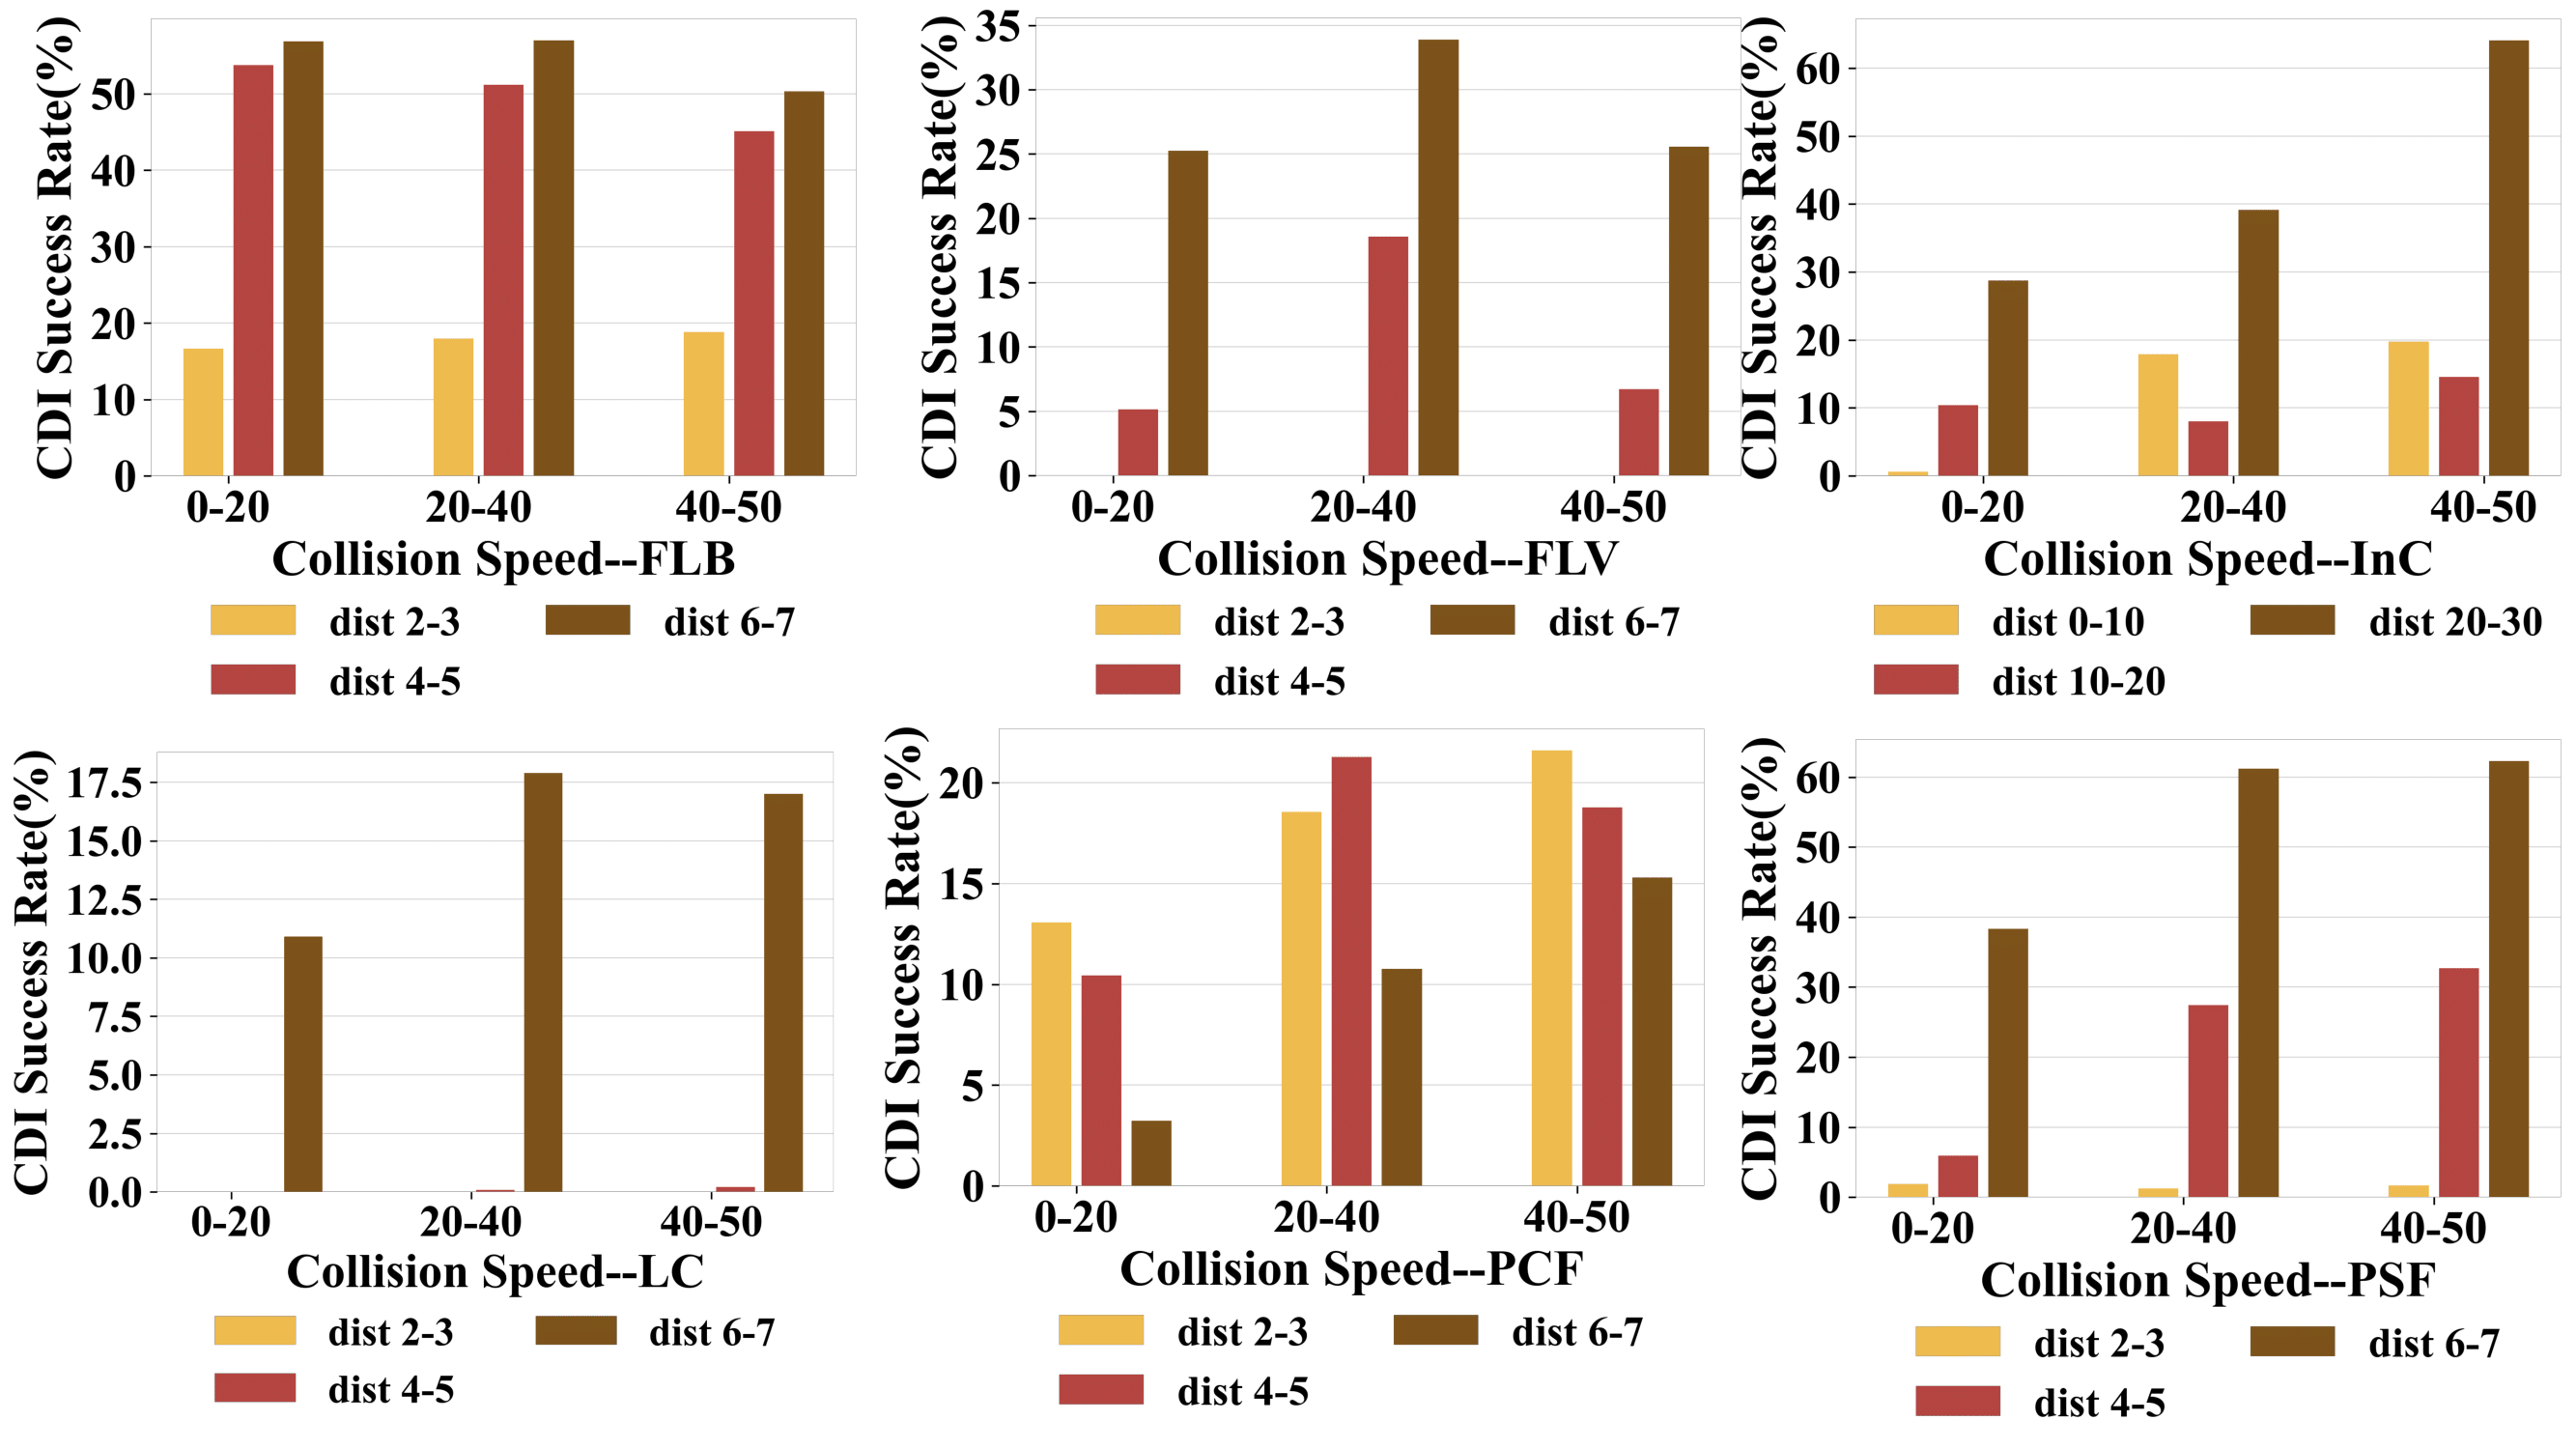 CDI Success Rate(%)
50
40
30
20
10
0
0-20 20-40 40-50
Collision Speed--FLB
dist 2-3 dist 6-7
dist 4-5
CDI Success Rate(%)
35
30
25
20
15
10
5
0
0-20 20-40 40-50
Collision Speed--FLV
dist 2-3 dist 6-7
dist 4-5
CDI Success Rate(%)
60
50
40
30
20
10
0
0-20 20-40 40-50
Collision Speed--InC
dist 0-10 dist 20-30
dist 10-20
CDI Success Rate(%)
17.5
15.0
12.5
10.0
7.5
5.0
2.5
0.0
0-20 20-40 40-50
Collision Speed--LC
dist 2-3 dist 6-7
dist 4-5
CDI Success Rate(%)
20
15
10
5
0
0-20 20-40 40-50
Collision Speed--PCF
dist 2-3 dist 6-7
dist 4-5
CDI Success Rate(%)
60
50
40
30
20
10
0
0-20 20-40 40-50
Collision Speed--PSF
dist 2-3 dist 6-7
dist 4-5